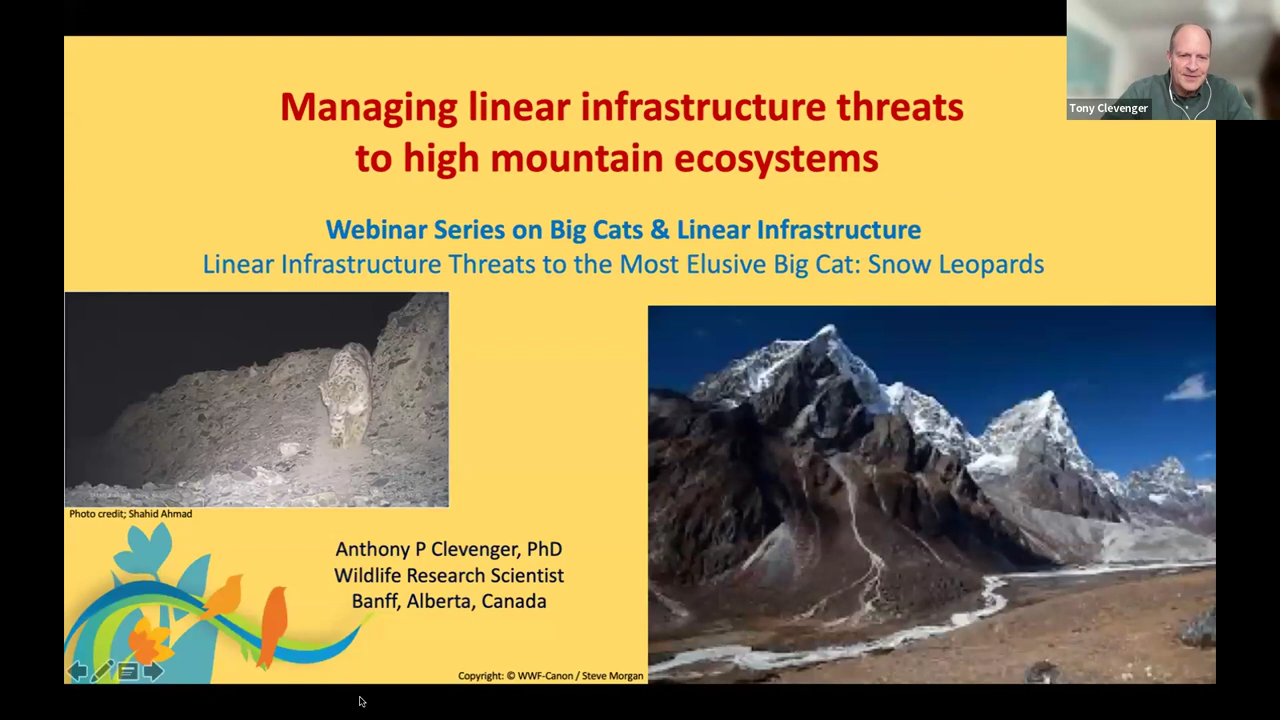 Managing linear infrastructure threats
to high mountain ecosystems
Tony Clevenger
Webinar Series on Big Cats & Linear Infrastructure
Linear Infrastructure Threats to the Most Elusive Big Cat: Snow Leopards
Photo credit; Shahid Ahmad
Anthony P Clevenger, PhD
Wildlife Research Scientist
Banff, Alberta, Canada
Copyright: © WWF-Canon / Steve Morgan